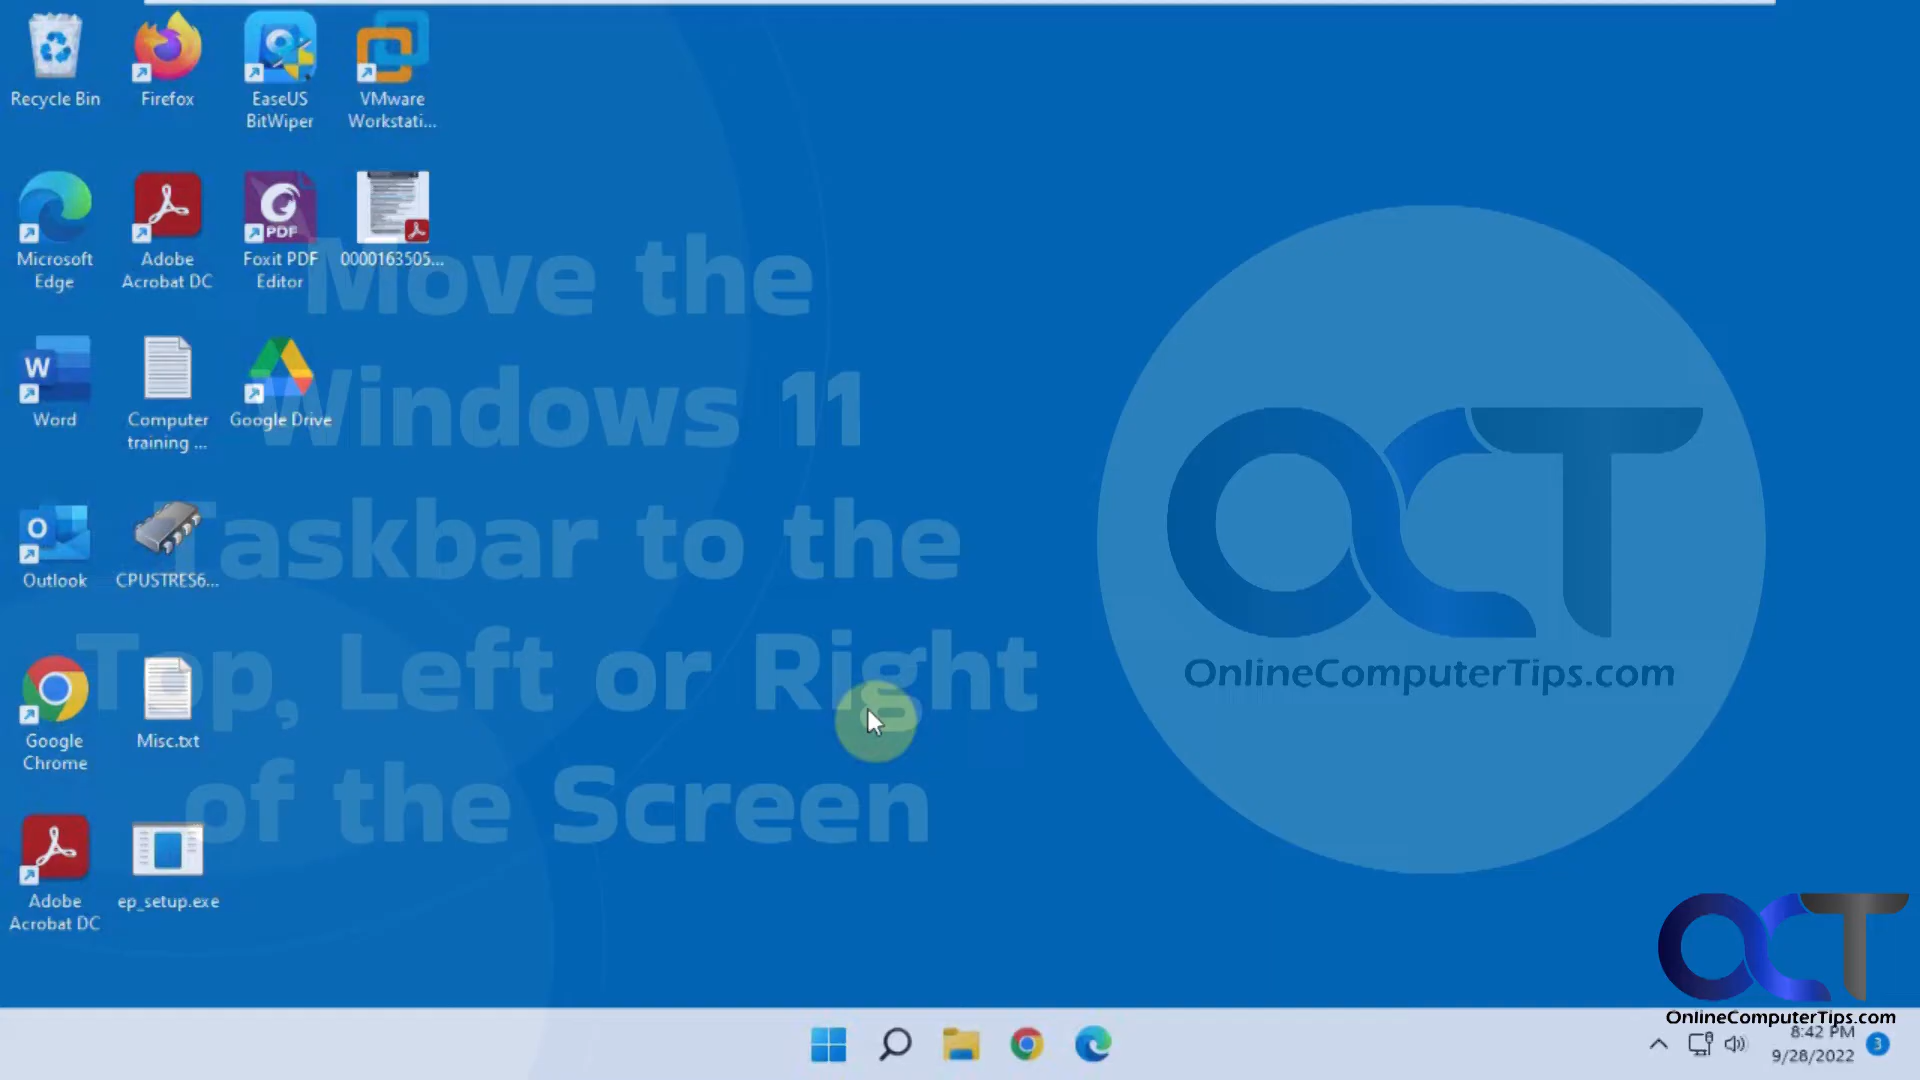 Recycle Bin
Firefox
EaseUS
BitWiper
VMware
Workstati...
Microsoft
Edge
Adobe
Acrobat DC
PDF
Foxit PDF
Editor
0000163505...
Move the
Windows 11
Taskbar to the
Top, Left or Right
of the Screen
W
Word
Computer
training ...
Google Drive
O
Outlook
CPUSTRES6...
Google
Chrome
Misc.txt
Adobe
Acrobat DC
ep_setup.exe
OCT
OnlineComputerTips.com
OCT
OnlineComputerTips.com
8:42 PM
9/28/2022
3